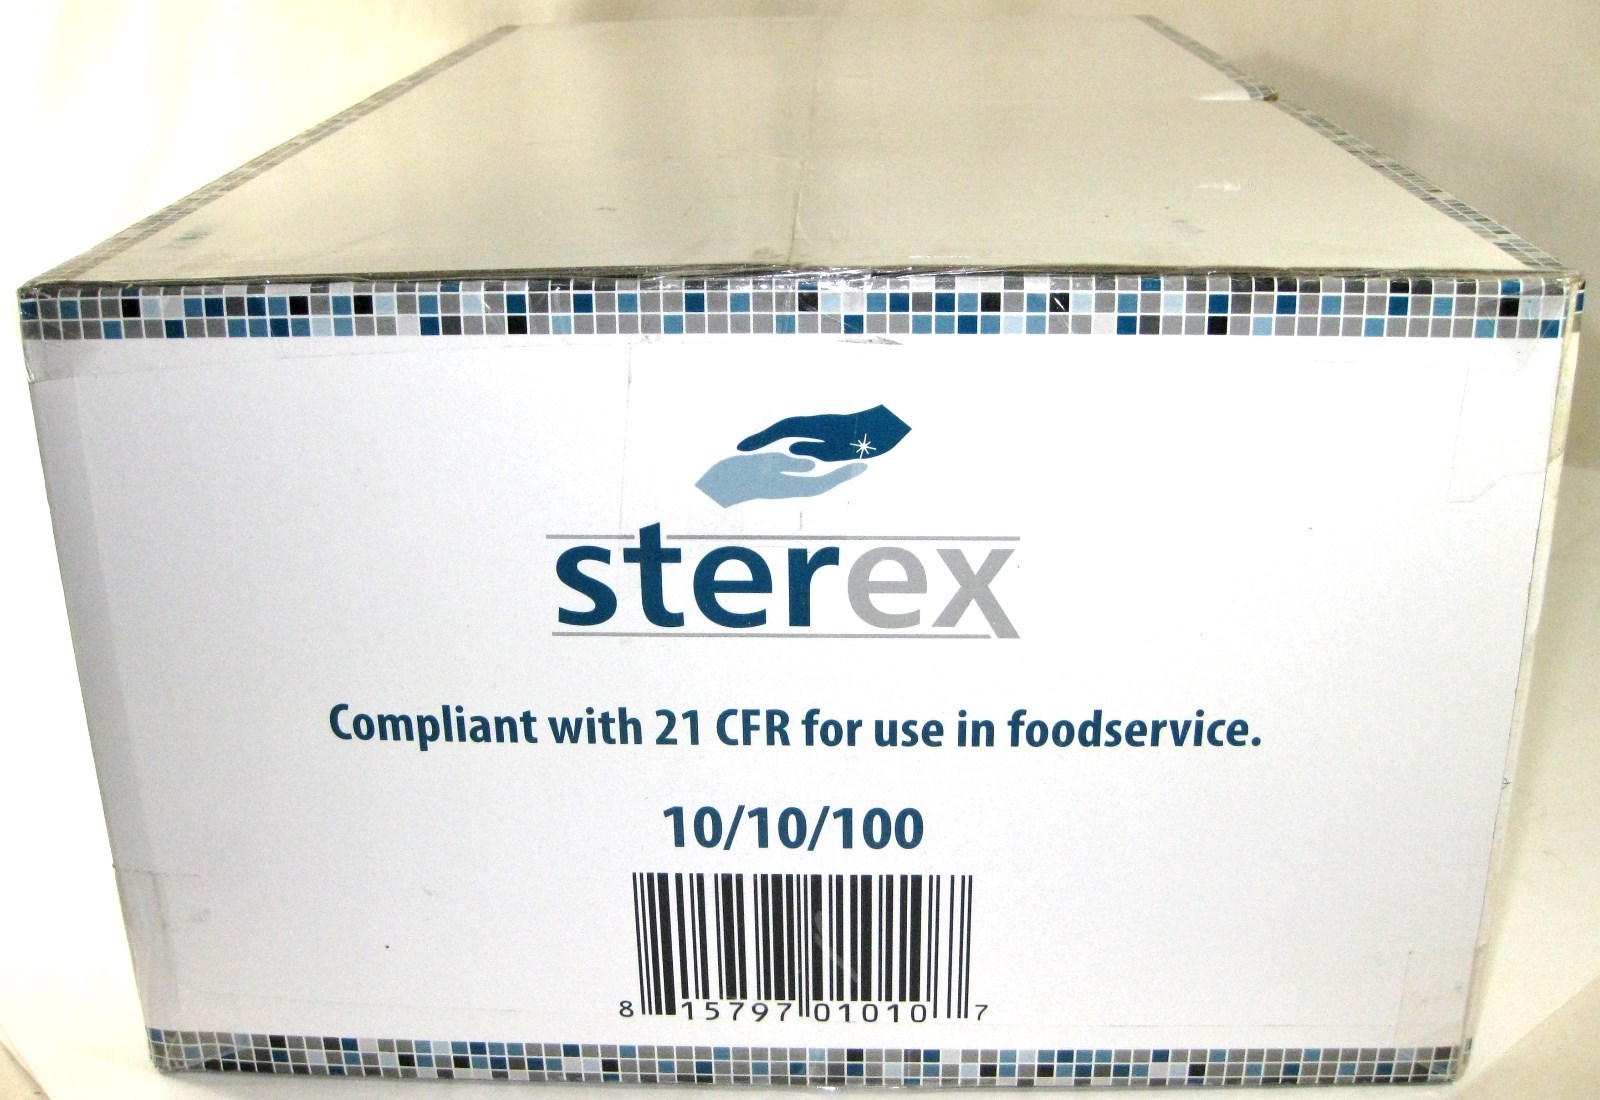 sterex
Compliant with 21 CFR for use in foodservice.
10/10/100
8 15797 01010 7